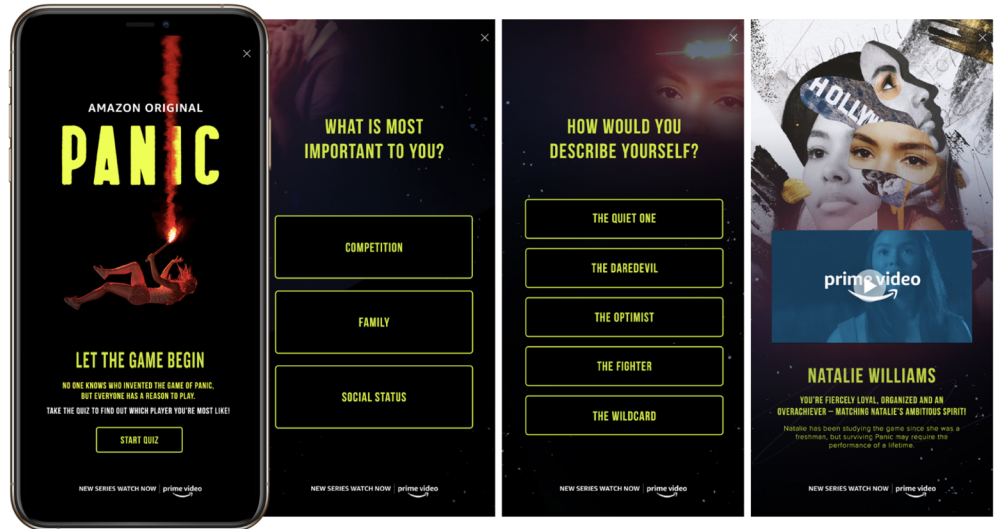 AMAZON ORIGINAL
PANIC
LET THE GAME BEGIN
NO ONE KNOWS WHO INVENTED THE GAME OF PANIC,
BUT EVERYONE HAS A REASON TO PLAY.
TAKE THE QUIZ TO FIND OUT WHICH PLAYER YOU'RE MOST LIKE!
START QUIZ
NEW SERIES WATCH NOW | prime video
WHAT IS MOST
IMPORTANT TO YOU?
COMPETITION
FAMILY
SOCIAL STATUS
NEW SERIES WATCH NOW | prime video
HOW WOULD YOU
DESCRIBE YOURSELF?
THE QUIET ONE
THE DAREDEVIL
THE OPTIMIST
THE FIGHTER
THE WILDCARD
NEW SERIES WATCH NOW | prime video
HOLLYW
prime video
NATALIE WILLIAMS
YOU'RE FIERCELY LOYAL, ORGANIZED AND AN
OVERACHIEVER – MATCHING NATALIE'S AMBITIOUS SPIRIT!
Natalie has been studying the game since she was a
freshman, but surviving Panic may require the
performance of a lifetime.
NEW SERIES WATCH NOW | prime video